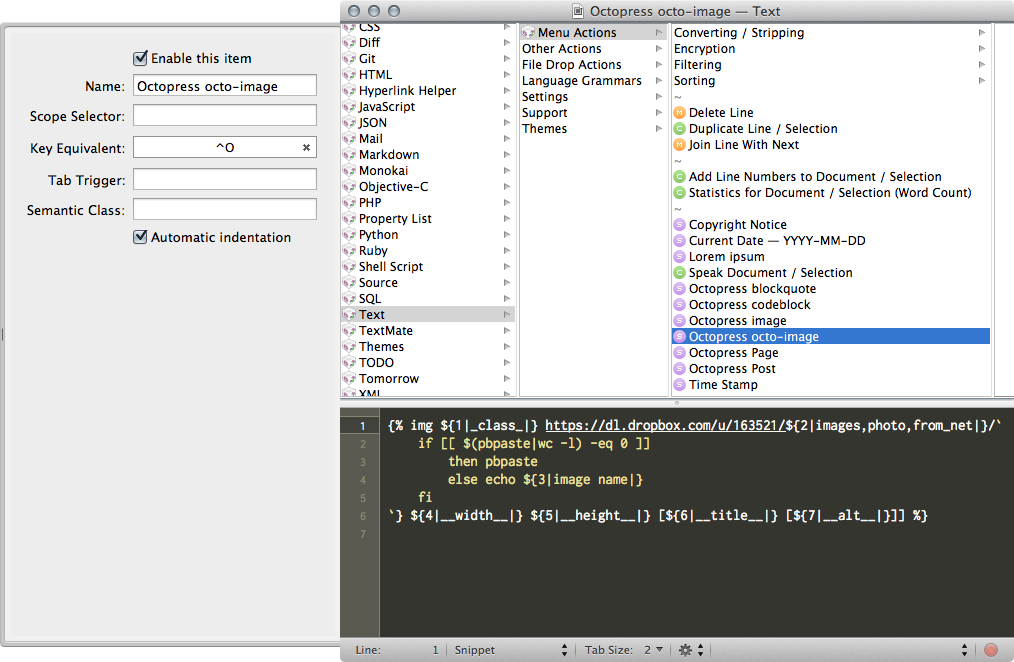 Octopress octo-image — Text
Enable this item
Name: Octopress octo-image
Scope Selector:
Key Equivalent: ^O ×
Tab Trigger:
Semantic Class:
Automatic indentation
CSS
Diff
Git
HTML
Hyperlink Helper
JavaScript
JSON
Mail
Markdown
Monokai
Objective-C
PHP
Property List
Python
Ruby
Shell Script
Source
SQL
Text
TextMate
Themes
TODO
Tomorrow
XML
Menu Actions
Other Actions
File Drop Actions
Language Grammars
Settings
Support
Themes
Converting / Stripping
Encryption
Filtering
Sorting
~
M Delete Line
C Duplicate Line / Selection
M Join Line With Next
~
C Add Line Numbers to Document / Selection
C Statistics for Document / Selection (Word Count)
~
S Copyright Notice
S Current Date — YYYY-MM-DD
S Lorem ipsum
C Speak Document / Selection
S Octopress blockquote
S Octopress codeblock
S Octopress image
S Octopress octo-image
S Octopress Page
S Octopress Post
S Time Stamp
1 {% img ${1|_class_|} https://dl.dropbox.com/u/163521/${2|images,photo,from_net|}/`
2 if [[ $(pbpaste|wc -l) -eq 0 ]]
3 then pbpaste
4 else echo ${3|image name|}
5 fi
6 `} ${4|__width__|} ${5|__height__|} [${6|__title__|} [${7|__alt__|}]] %}
7
Line: 1 Snippet Tab Size: 2